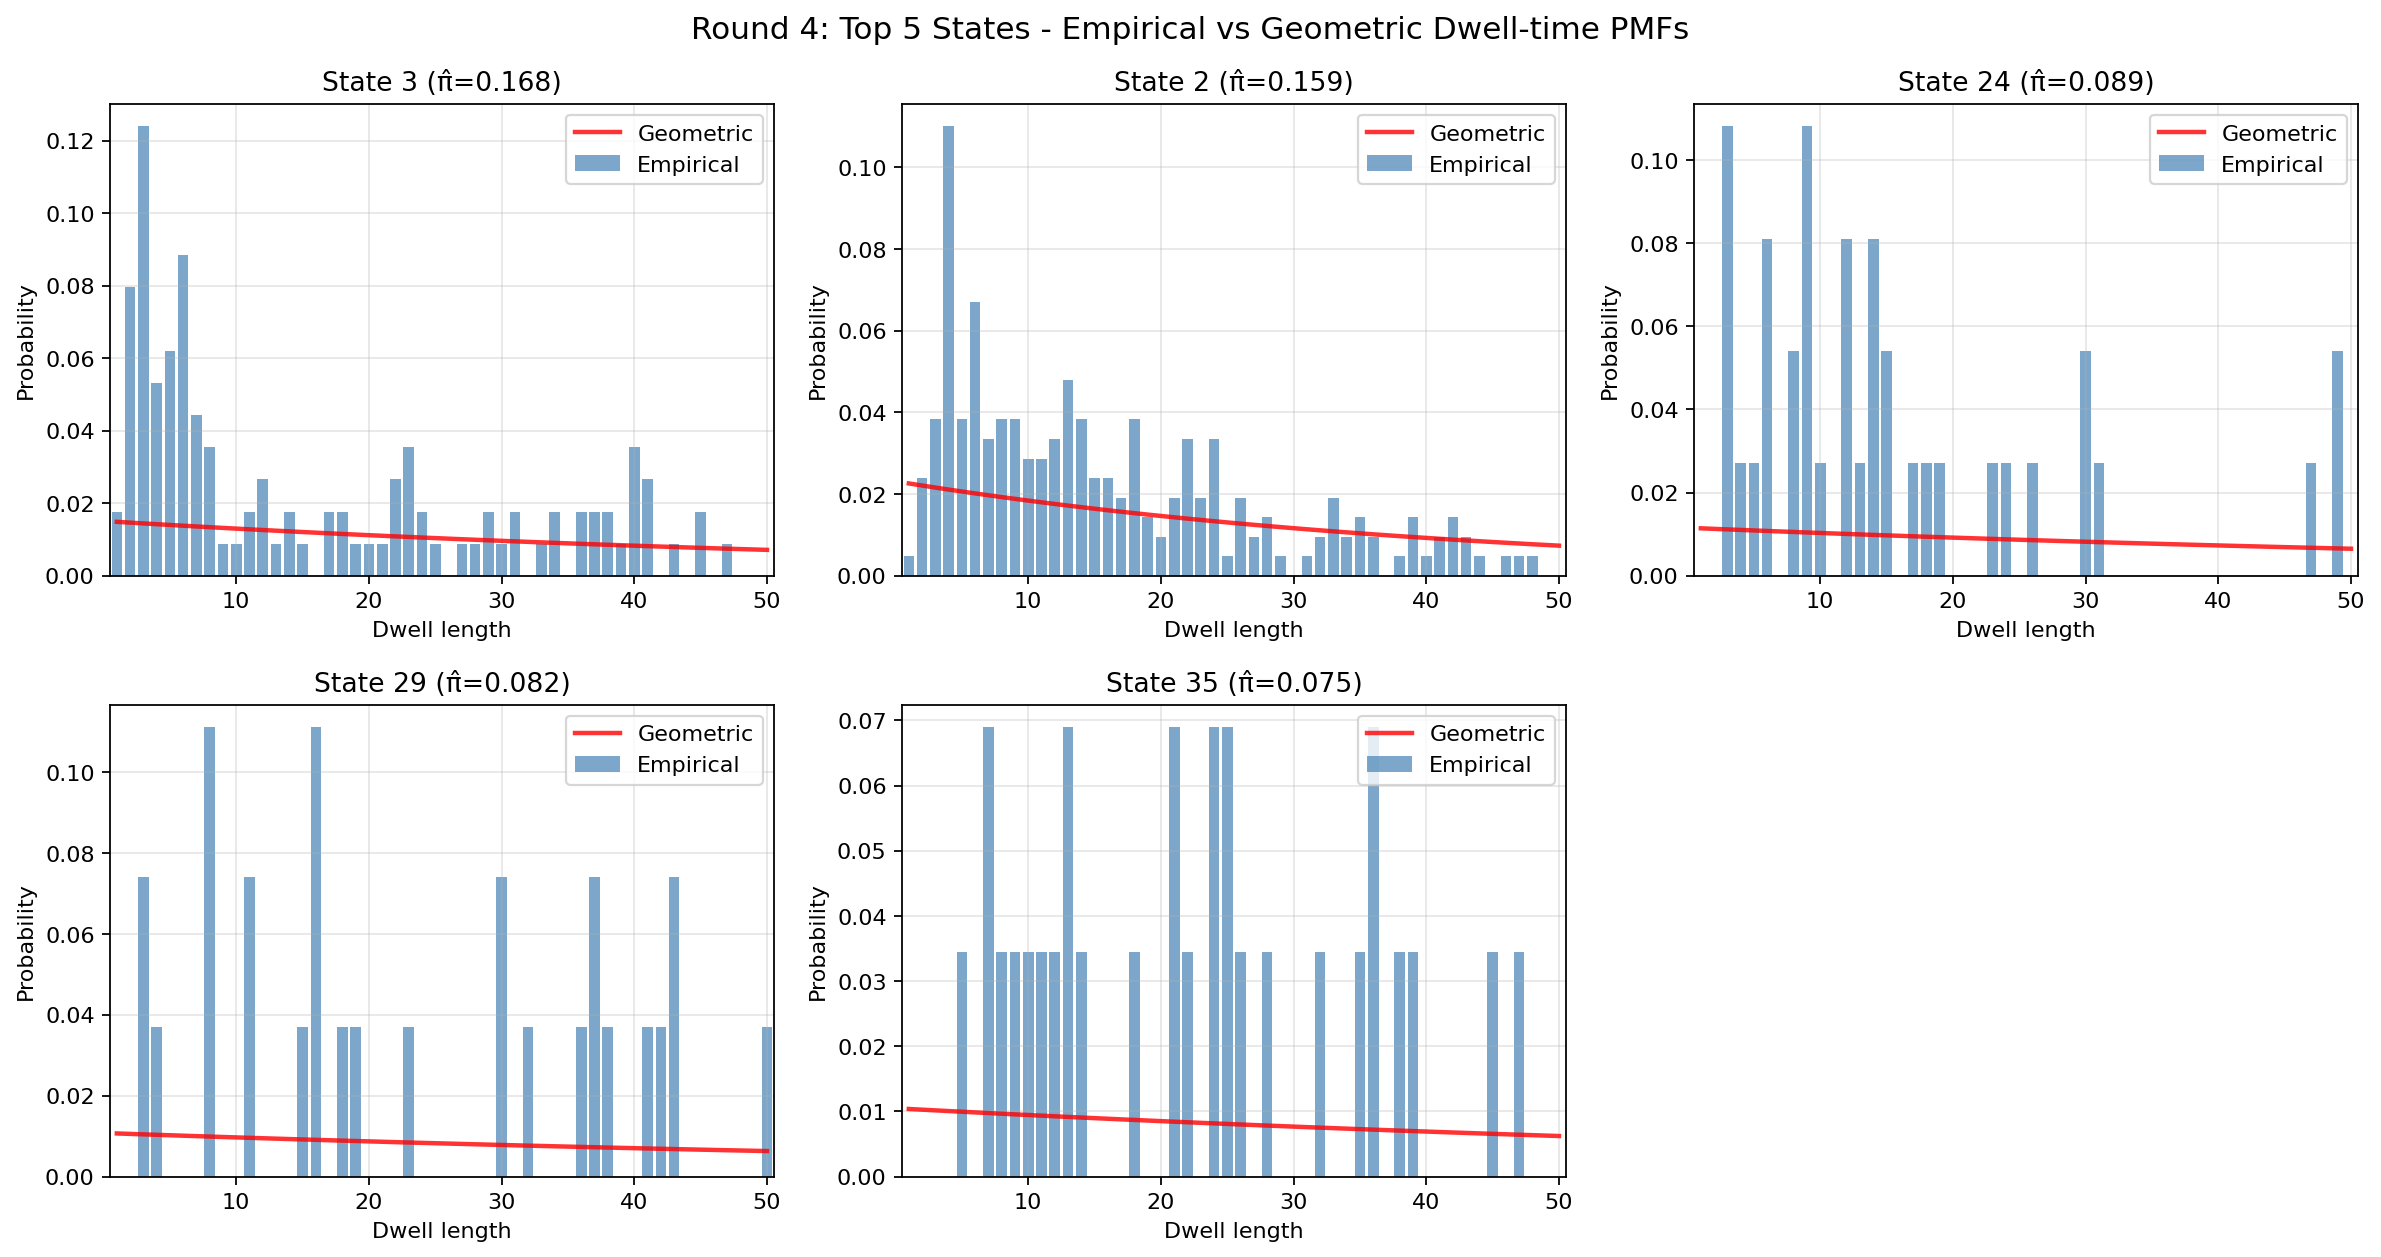 Round 4: Top 5 States - Empirical vs Geometric Dwell-time PMFs
State 3 (π̂=0.168)
Probability
0.12
0.10
0.08
0.06
0.04
0.02
0.00
Geometric
Empirical
10 20 30 40 50
Dwell length
State 2 (π̂=0.159)
Probability
0.10
0.08
0.06
0.04
0.02
0.00
Geometric
Empirical
10 20 30 40 50
Dwell length
State 24 (π̂=0.089)
Probability
0.10
0.08
0.06
0.04
0.02
0.00
Geometric
Empirical
10 20 30 40 50
Dwell length
State 29 (π̂=0.082)
Probability
0.10
0.08
0.06
0.04
0.02
0.00
Geometric
Empirical
10 20 30 40 50
Dwell length
State 35 (π̂=0.075)
Probability
0.07
0.06
0.05
0.04
0.03
0.02
0.01
0.00
Geometric
Empirical
10 20 30 40 50
Dwell length